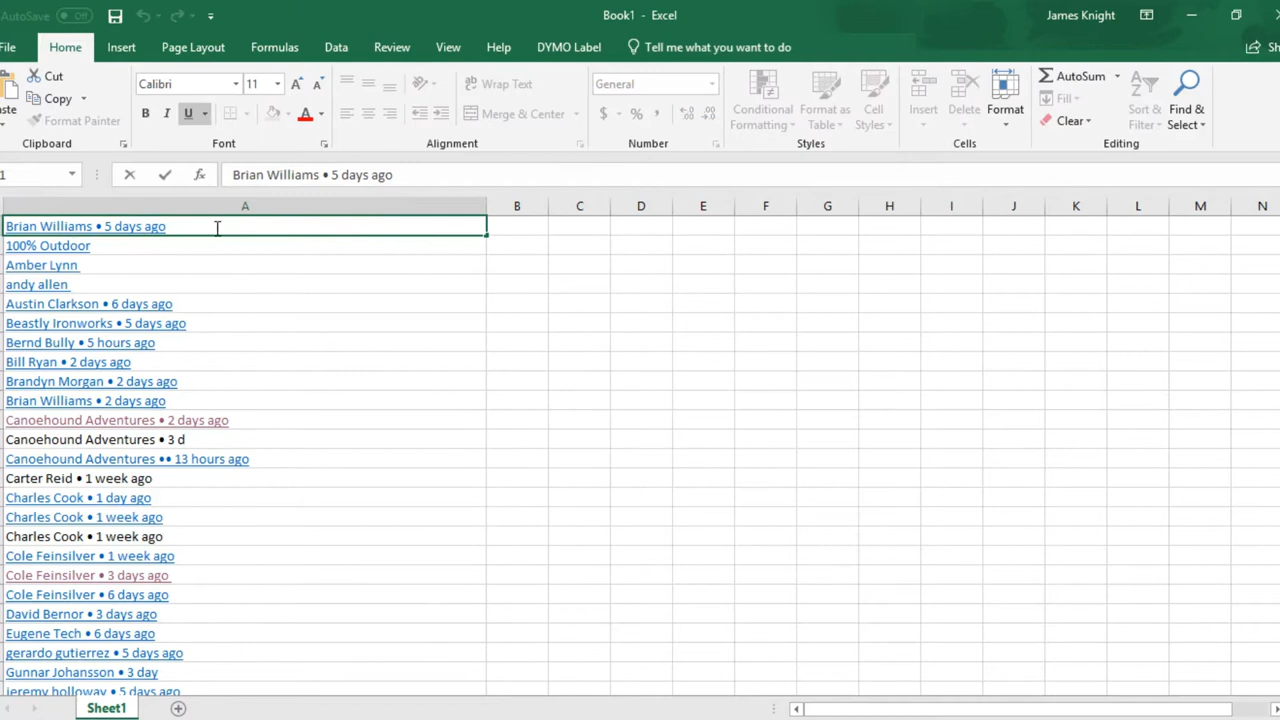 AutoSave Off Book1 - Excel James Knight
File Home Insert Page Layout Formulas Data Review View Help DYMO Label Tell me what you want to do Sh
Cut Calibri 11 A A Wrap Text General AutoSum
Copy Fill
aste Format Painter B I U A Merge & Center $ % , Conditional Formatting Format as Table Cell Styles Insert Delete Format Clear Sort & Filter Find & Select
Clipboard Font Alignment Number Styles Cells Editing
1 fx Brian Williams • 5 days ago
A B C D E F G H I J K L M N
Brian Williams • 5 days ago
100% Outdoor
Amber Lynn
andy allen
Austin Clarkson • 6 days ago
Beastly Ironworks • 5 days ago
Bernd Bully • 5 hours ago
Bill Ryan • 2 days ago
Brandyn Morgan • 2 days ago
Brian Williams • 2 days ago
Canoehound Adventures • 2 days ago
Canoehound Adventures • 3 d
Canoehound Adventures •• 13 hours ago
Carter Reid • 1 week ago
Charles Cook • 1 day ago
Charles Cook • 1 week ago
Charles Cook • 1 week ago
Cole Feinsilver • 1 week ago
Cole Feinsilver • 3 days ago
Cole Feinsilver • 6 days ago
David Bernor • 3 days ago
Eugene Tech • 6 days ago
gerardo gutierrez • 5 days ago
Gunnar Johansson • 3 day
jeremy holloway • 5 days ago
Sheet1